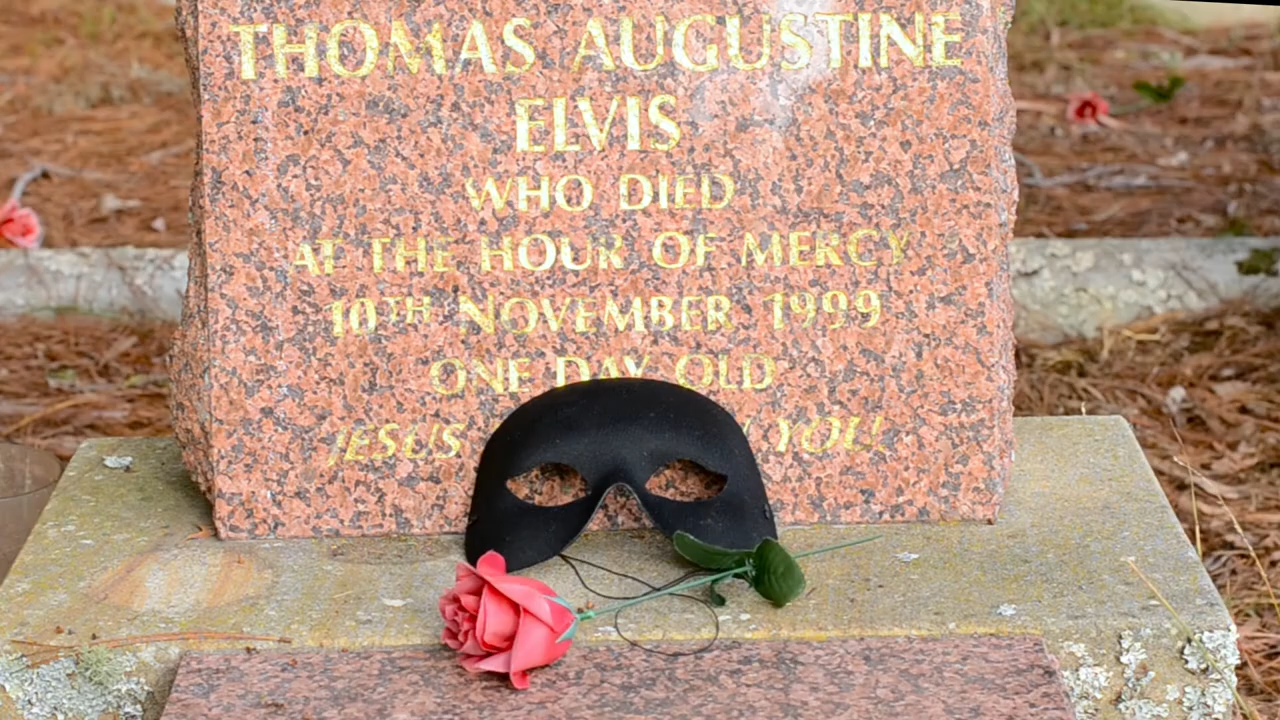 THOMAS AUGUSTINE
ELVIS
WHO DIED
AT THE HOUR OF MERCY
10TH NOVEMBER 1999
ONE DAY OLD
JESUS YOU!